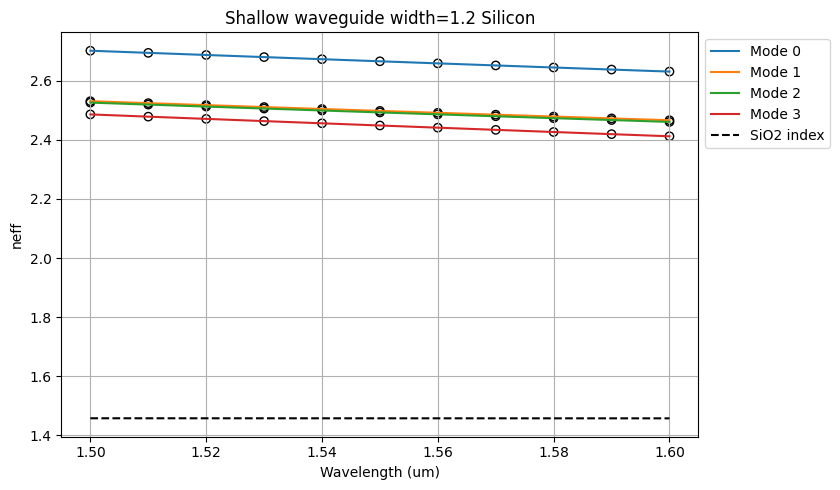 Shallow waveguide width=1.2 Silicon
Mode 0
Mode 1
Mode 2
Mode 3
SiO2 index
neff
2.6
2.4
2.2
2.0
1.8
1.6
1.4
1.50 1.52 1.54 1.56 1.58 1.60
Wavelength (um)